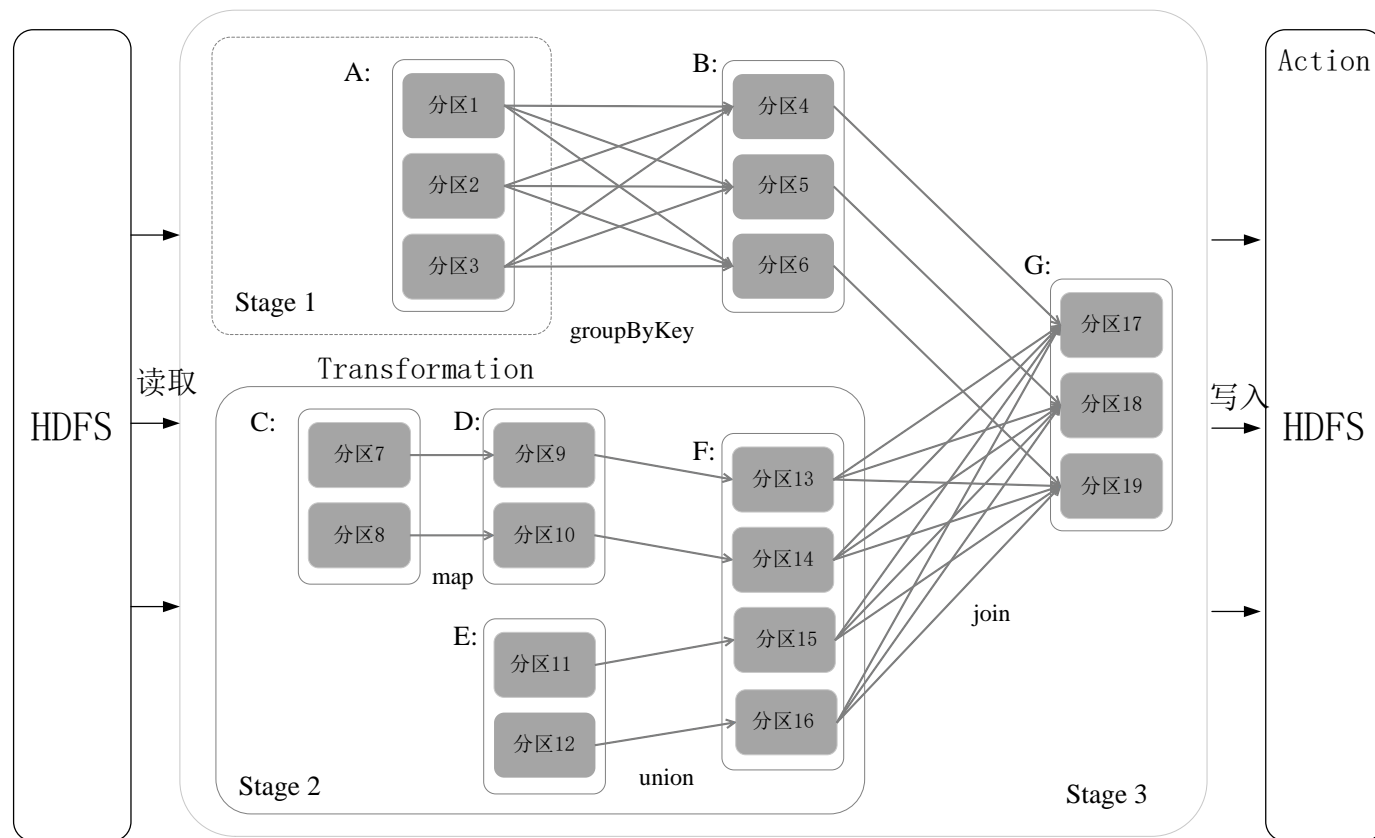 HDFS
读取
A:
分区1
分区2
分区3
Stage 1
B:
分区4
分区5
分区6
groupByKey
Transformation
C:
分区7
分区8
map
D:
分区9
分区10
E:
分区11
分区12
union
F:
分区13
分区14
分区15
分区16
Stage 2
join
G:
分区17
分区18
分区19
Stage 3
写入
Action
HDFS